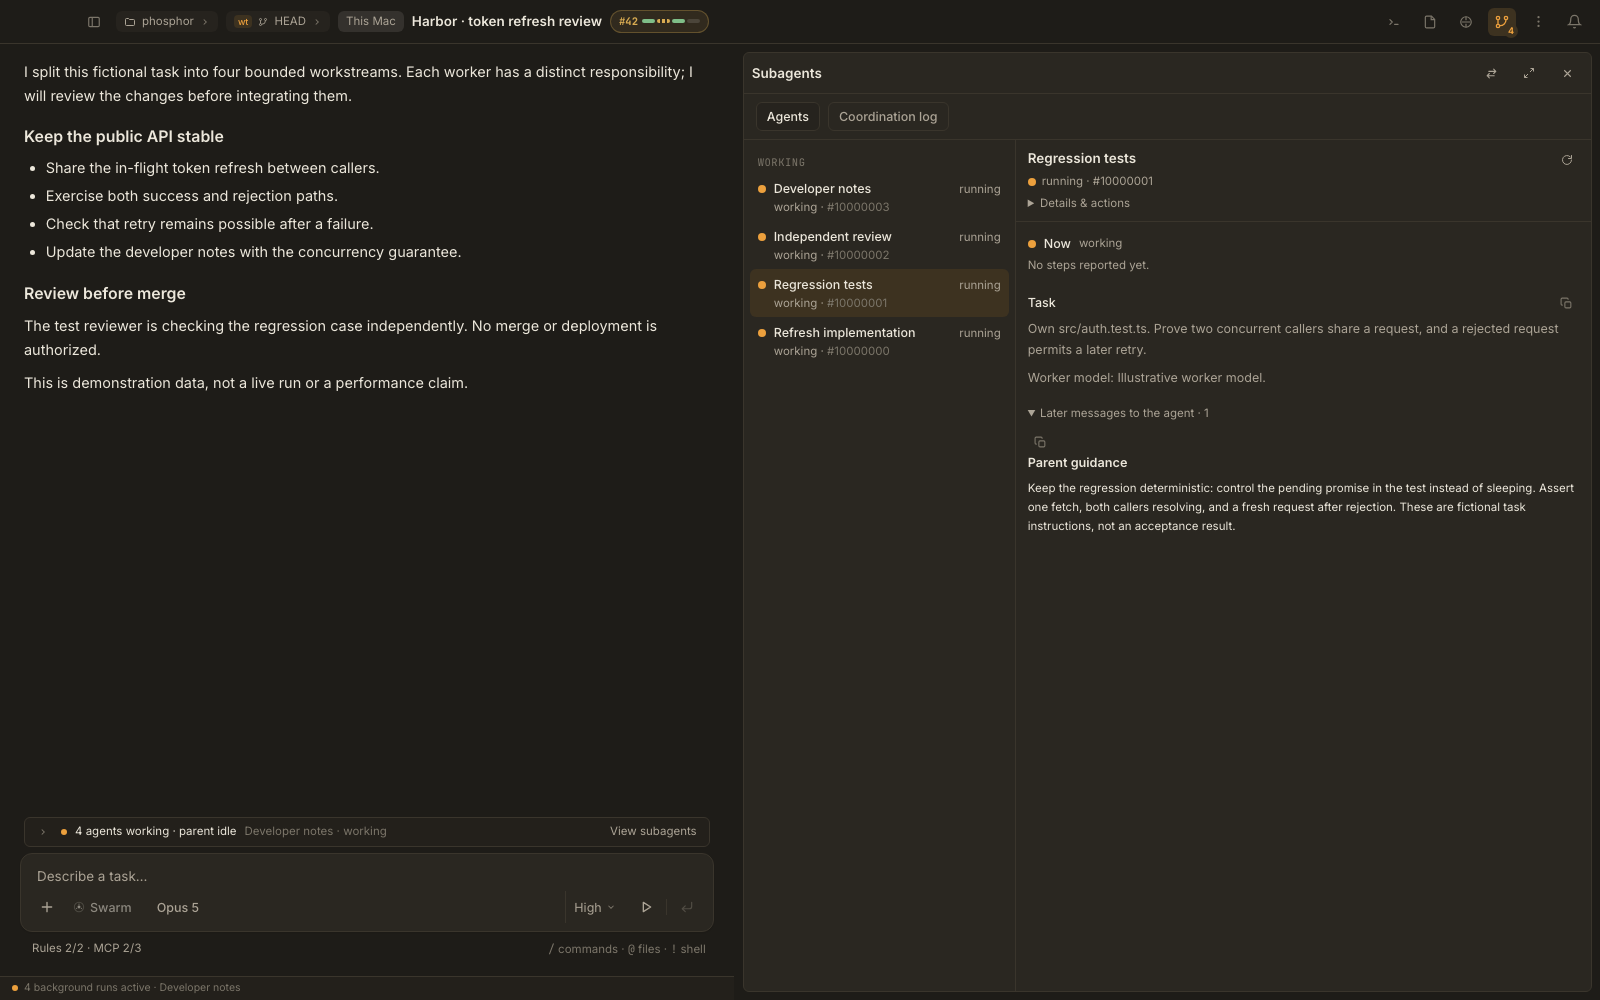 phosphor
wt HEAD
This Mac
Harbor · token refresh review
#42
4
I split this fictional task into four bounded workstreams. Each worker has a distinct responsibility; I
will review the changes before integrating them.
Keep the public API stable
• Share the in-flight token refresh between callers.
• Exercise both success and rejection paths.
• Check that retry remains possible after a failure.
• Update the developer notes with the concurrency guarantee.
Review before merge
The test reviewer is checking the regression case independently. No merge or deployment is
authorized.
This is demonstration data, not a live run or a performance claim.
4 agents working · parent idle Developer notes · working View subagents
Describe a task...
Swarm Opus 5 High
Rules 2/2 · MCP 2/3 / commands · @ files · ! shell
4 background runs active · Developer notes
Subagents
Agents Coordination log
WORKING
Developer notes running
working · #10000003
Independent review running
working · #10000002
Regression tests running
working · #10000001
Refresh implementation running
working · #10000000
Regression tests
running · #10000001
Details & actions
Now working
No steps reported yet.
Task
Own src/auth.test.ts. Prove two concurrent callers share a request, and a rejected request
permits a later retry.
Worker model: Illustrative worker model.
Later messages to the agent · 1
Parent guidance
Keep the regression deterministic: control the pending promise in the test instead of sleeping. Assert
one fetch, both callers resolving, and a fresh request after rejection. These are fictional task
instructions, not an acceptance result.